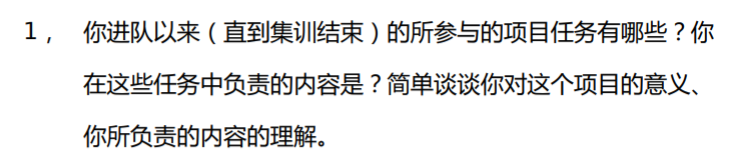 1， 你进队以来（直到集训结束）的所参与的项目任务有哪些？你
在这些任务中负责的内容是？简单谈谈你对这个项目的意义、
你所负责的内容的理解。